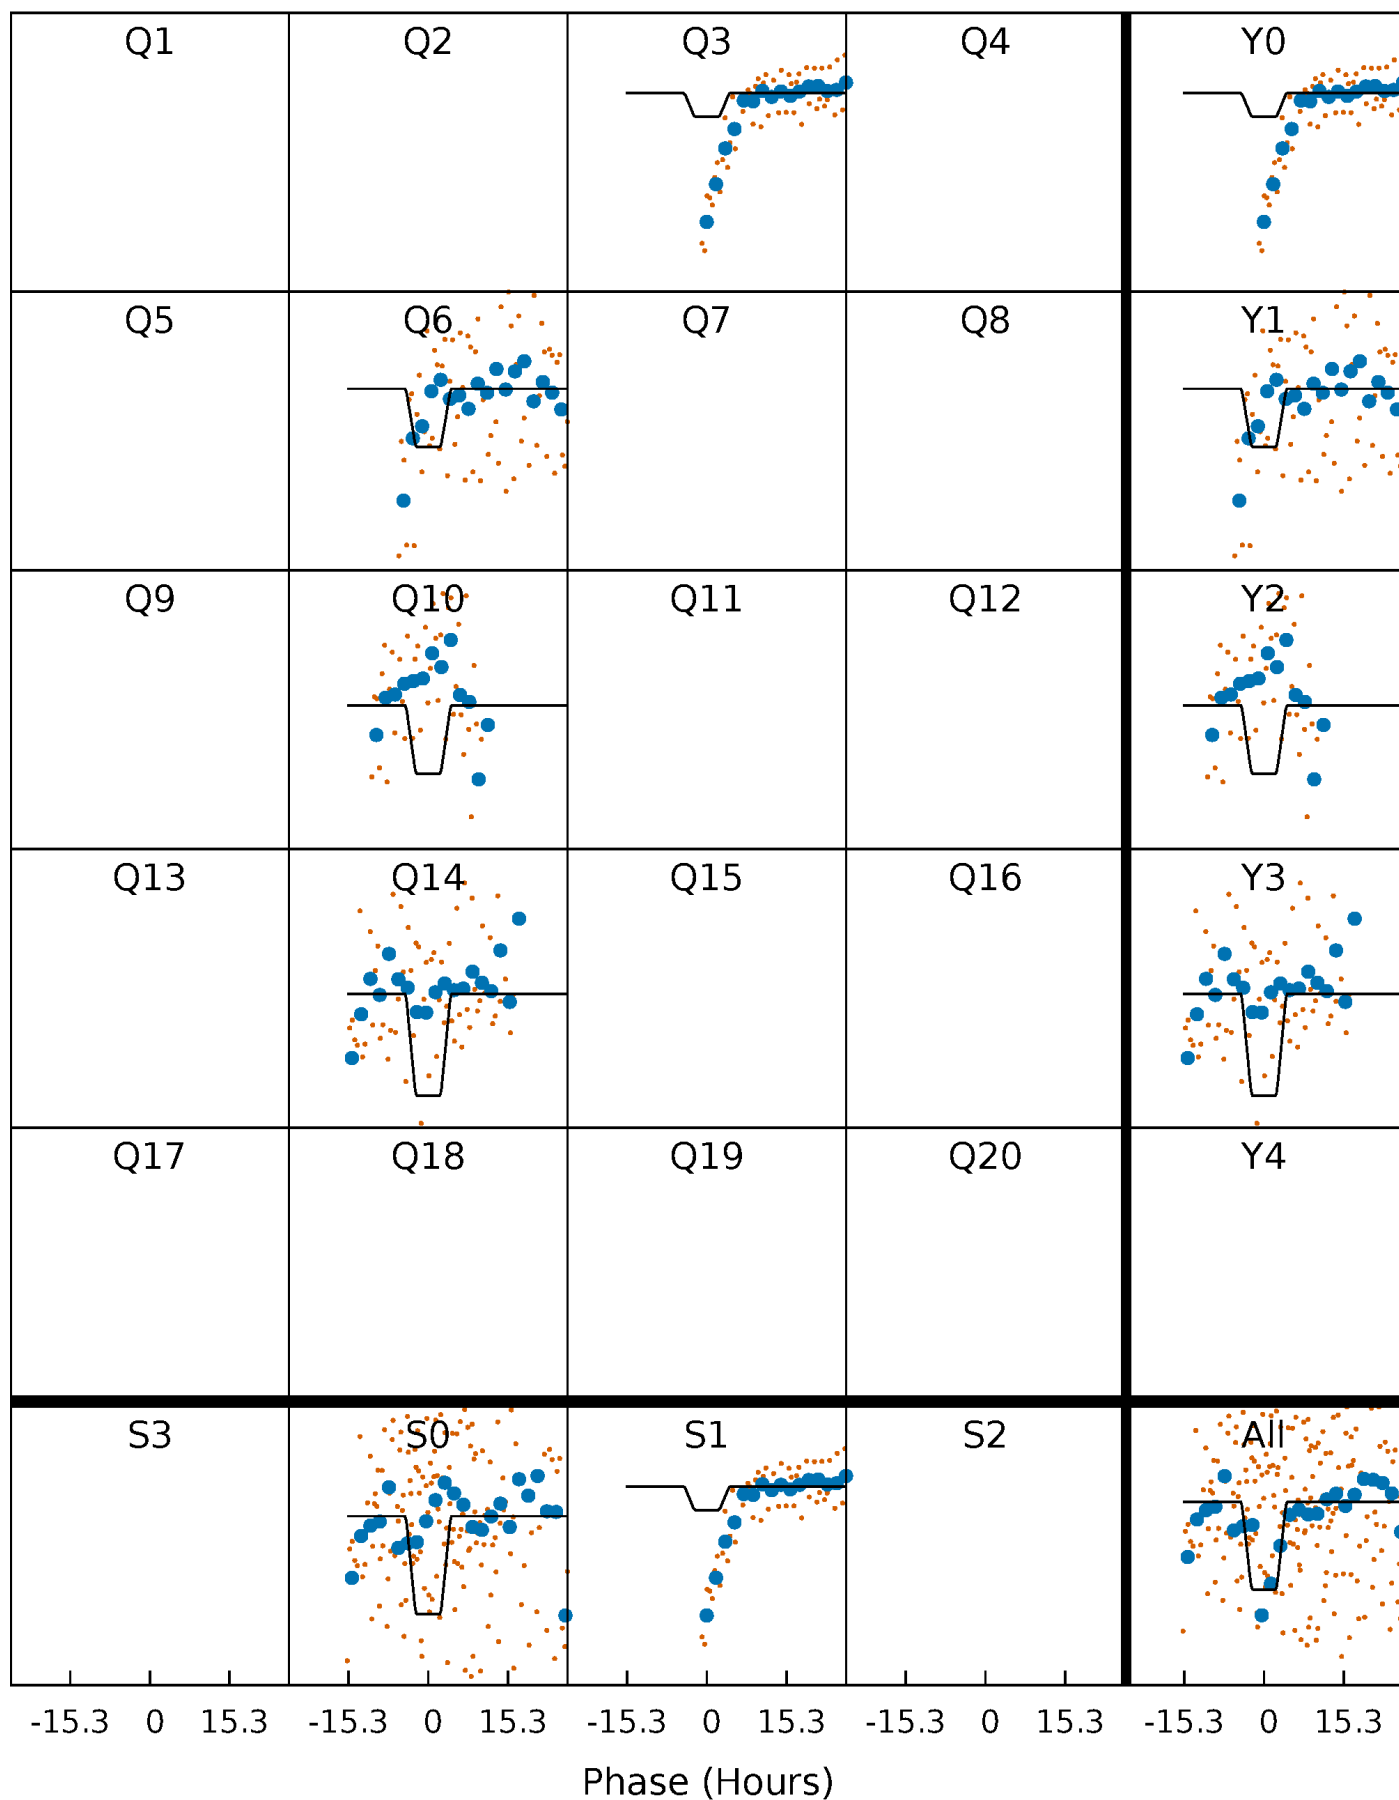 Q1 Q2 Q3 Q4 Y0
Q5 Q6 Q7 Q8 Y1
Q9 Q10 Q11 Q12 Y2
Q13 Q14 Q15 Q16 Y3
Q17 Q18 Q19 Q20 Y4
S3 S0 S1 S2 All
-15.3 0 15.3 -15.3 0 15.3 -15.3 0 15.3 -15.3 0 15.3 -15.3 0 15.3
Phase (Hours)